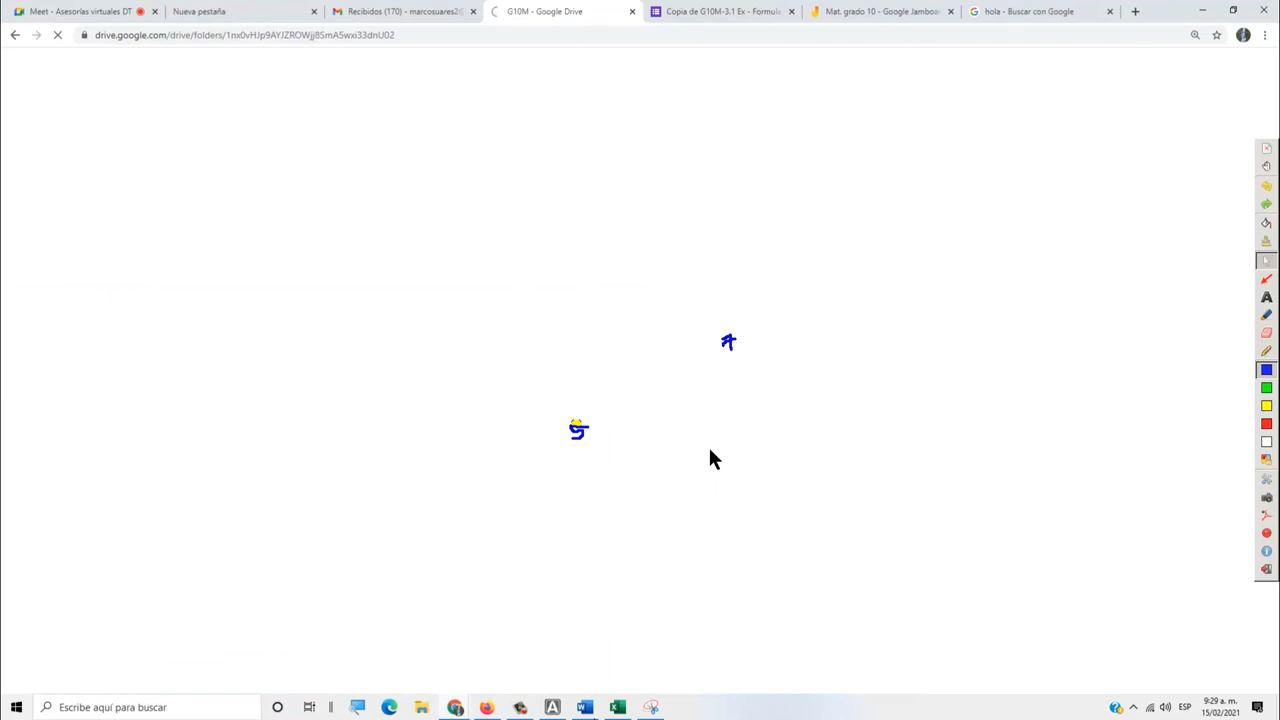 Meet - Asesorías virtuales DT
Nueva pestaña
Recibidos (170) - marcosuares2@
G10M - Google Drive
Copia de G10M-3.1 Ex - Formula
Mat. grado 10 - Google Jamboar
hola - Buscar con Google
drive.google.com/drive/folders/1nx0vHJp9AYJZROWjj8SmA5wxi33dnU02
7
5
Escribe aquí para buscar
ESP
9:29 a. m.
15/02/2021